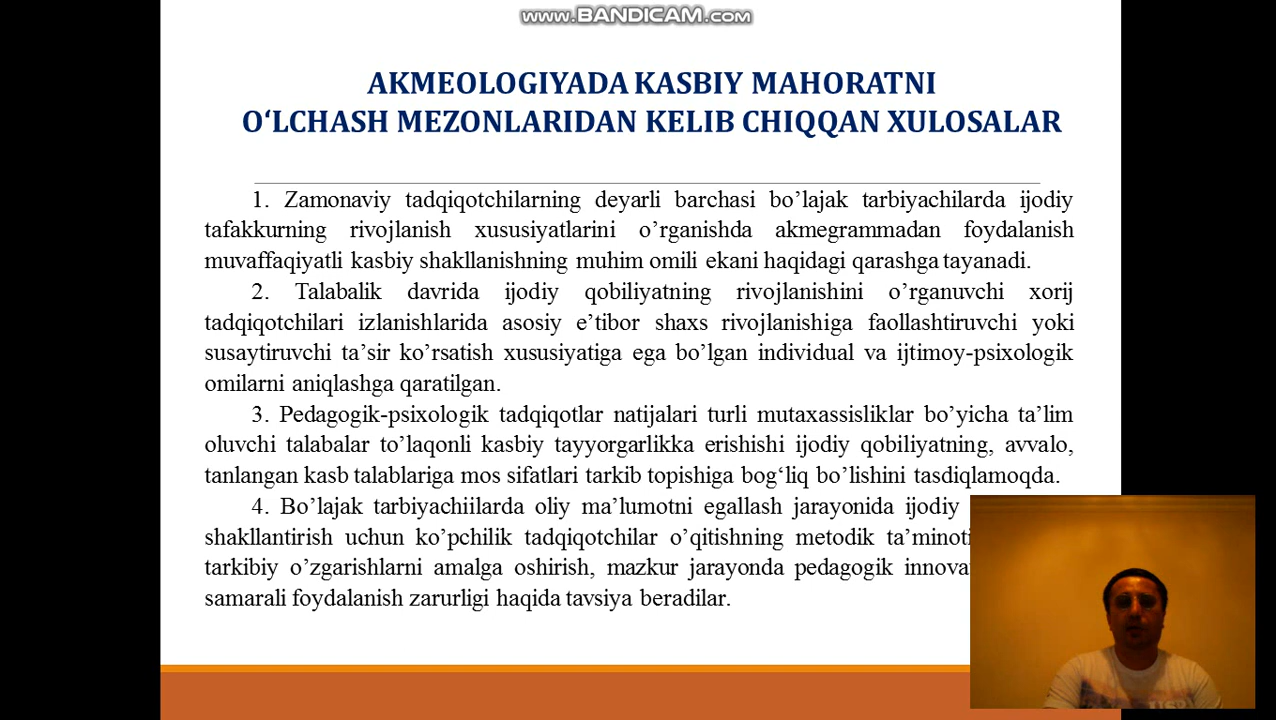 www.BANDICAM.com
AKMEOLOGIYADA KASBIY MAHORATNI
O‘LCHASH MEZONLARIDAN KELIB CHIQQAN XULOSALAR
1. Zamonaviy tadqiqotchilarning deyarli barchasi bo’lajak tarbiyachilarda ijodiy
tafakkurning rivojlanish xususiyatlarini o’rganishda akmegrammadan foydalanish
muvaffaqiyatli kasbiy shakllanishning muhim omili ekani haqidagi qarashga tayanadi.
2. Talabalik davrida ijodiy qobiliyatning rivojlanishini o’rganuvchi xorij
tadqiqotchilari izlanishlarida asosiy e’tibor shaxs rivojlanishiga faollashtiruvchi yoki
susaytiruvchi ta’sir ko’rsatish xususiyatiga ega bo’lgan individual va ijtimoy-psixologik
omilarni aniqlashga qaratilgan.
3. Pedagogik-psixologik tadqiqotlar natijalari turli mutaxassisliklar bo’yicha ta’lim
oluvchi talabalar to’laqonli kasbiy tayyorgarlikka erishishi ijodiy qobiliyatning, avvalo,
tanlangan kasb talablariga mos sifatlari tarkib topishiga bog‘liq bo’lishini tasdiqlamoqda.
4. Bo’lajak tarbiyachiilarda oliy ma’lumotni egallash jarayonida ijodiy
shakllantirish uchun ko’pchilik tadqiqotchilar o’qitishning metodik ta’minoti
tarkibiy o’zgarishlarni amalga oshirish, mazkur jarayonda pedagogik innova
samarali foydalanish zarurligi haqida tavsiya beradilar.